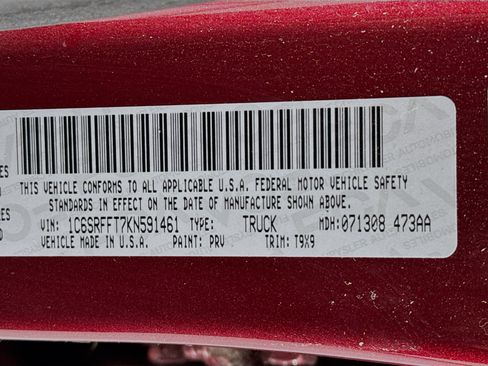 THIS VEHICLE CONFORMS TO ALL APPLICABLE U.S.A. FEDERAL MOTOR VEHICLE SAFETY
STANDARDS IN EFFECT ON THE DATE OF MANUFACTURE SHOWN ABOVE.
VIN: 1C6SRFFT7KN591461 TYPE: TRUCK MDH: 071308 473AA
VEHICLE MADE IN U.S.A. PAINT: PRV TRIM: T9X9